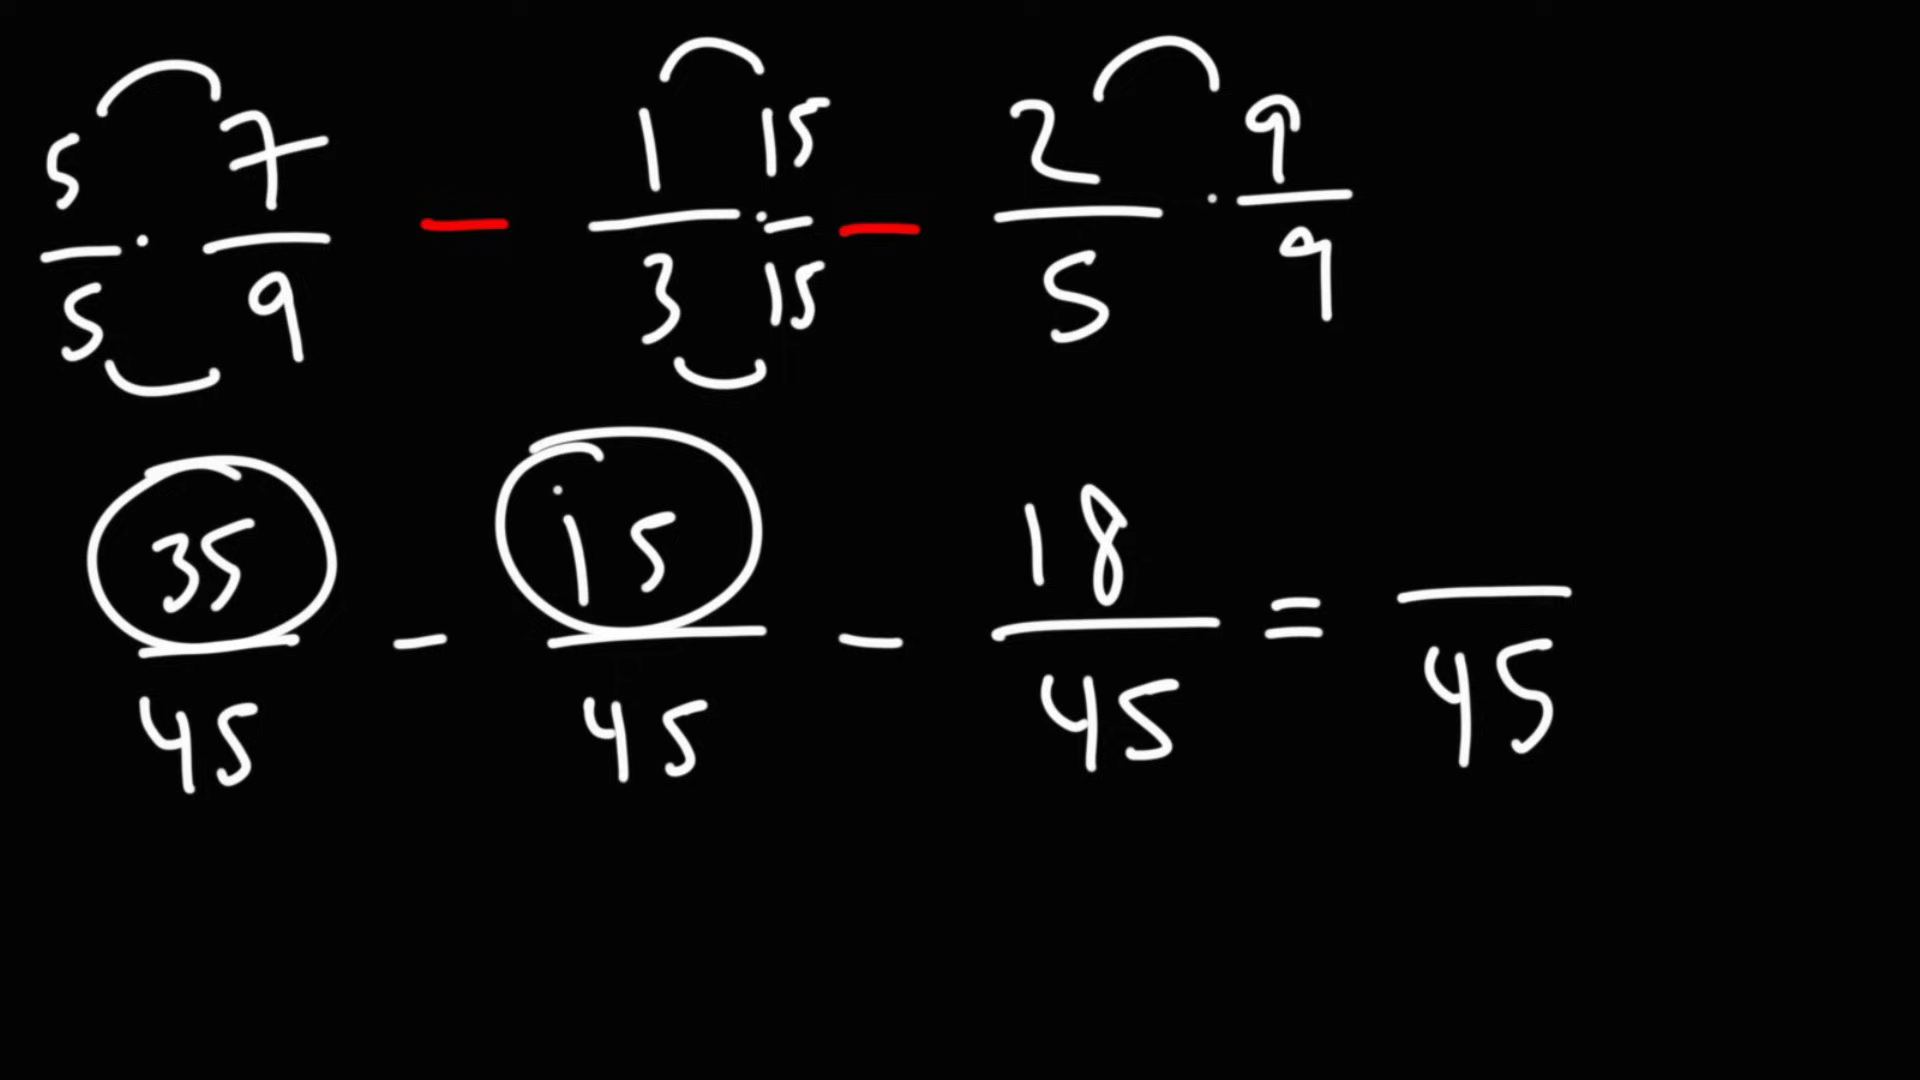 5/5 · 7/9 − 1/3 · 15/15 − 2/5 · 9/9
35/45 − 15/45 − 18/45 = /45